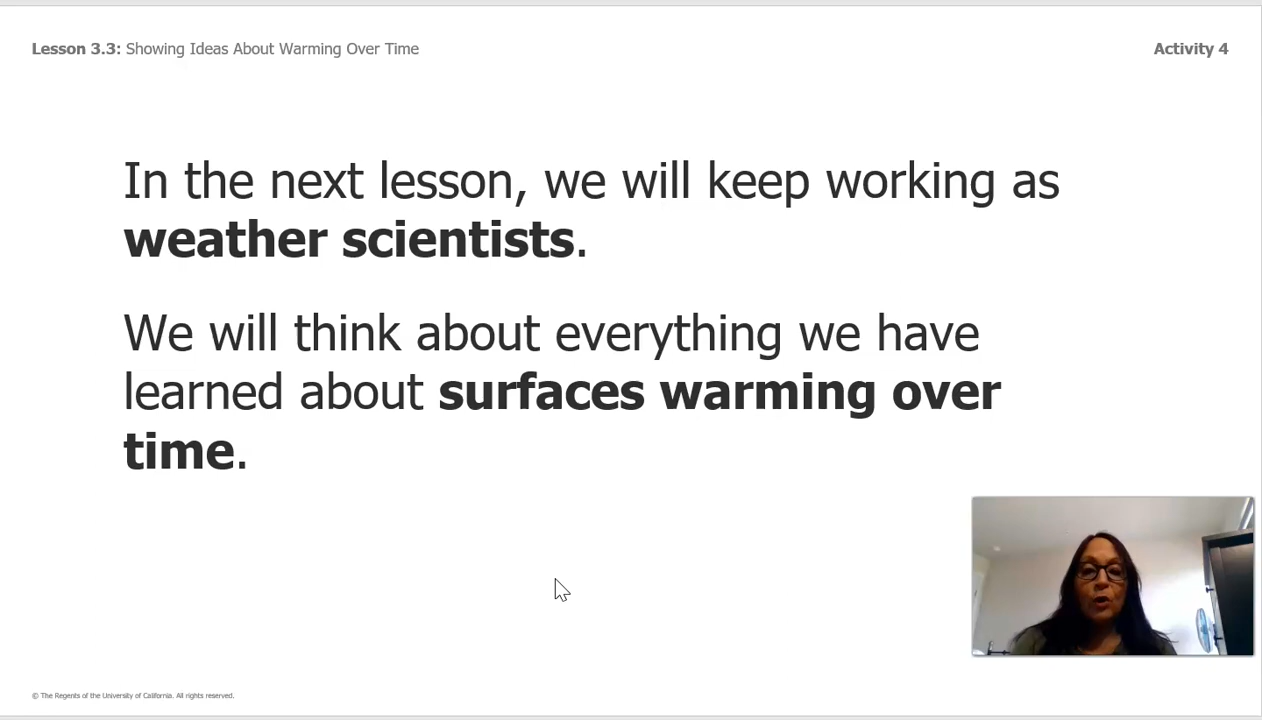 Lesson 3.3: Showing Ideas About Warming Over Time
Activity 4
In the next lesson, we will keep working as
weather scientists.
We will think about everything we have
learned about surfaces warming over
time.
© The Regents of the University of California. All rights reserved.